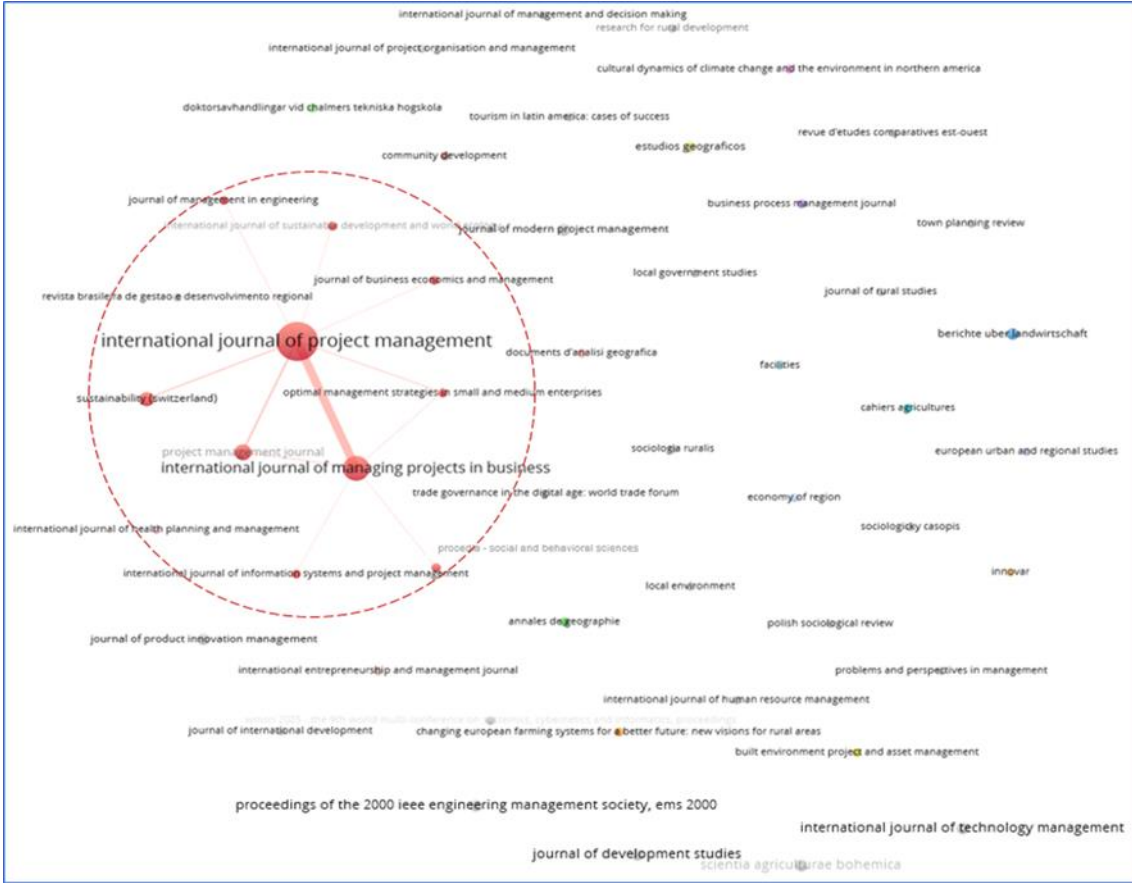 international journal of management and decision making
research for rural development
international journal of project organisation and management
cultural dynamics of climate change and the environment in northern america
doktorsavhandlingar vid chalmers tekniska hogskola
tourism in latin america: cases of success
revue d'etudes comparatives est-ouest
estudios geograficos
community development
journal of management in engineering
business process management journal
international journal of sustainable development and world
journal of modern project management
town planning review
local government studies
journal of business economics and management
journal of rural studies
revista brasileira de gestao e desenvolvimento regional
berichte uber landwirtschaft
international journal of project management
documents d'analisi geografica
facilities
optimal management strategies in small and medium enterprises
sustainability (switzerland)
cahiers agricultures
project management journal
sociologia ruralis
european urban and regional studies
international journal of managing projects in business
trade governance in the digital age: world trade forum
economy of region
international journal of health planning and management
sociologicky casopis
procedia - social and behavioral sciences
international journal of information systems and project management
innovar
local environment
annales de geographie
polish sociological review
journal of product innovation management
international entrepreneurship and management journal
problems and perspectives in management
international journal of human resource management
journal of international development
changing european farming systems for a better future: new visions for rural areas
built environment project and asset management
proceedings of the 2000 ieee engineering management society, ems 2000
international journal of technology management
journal of development studies
scientia agriculturae bohemica